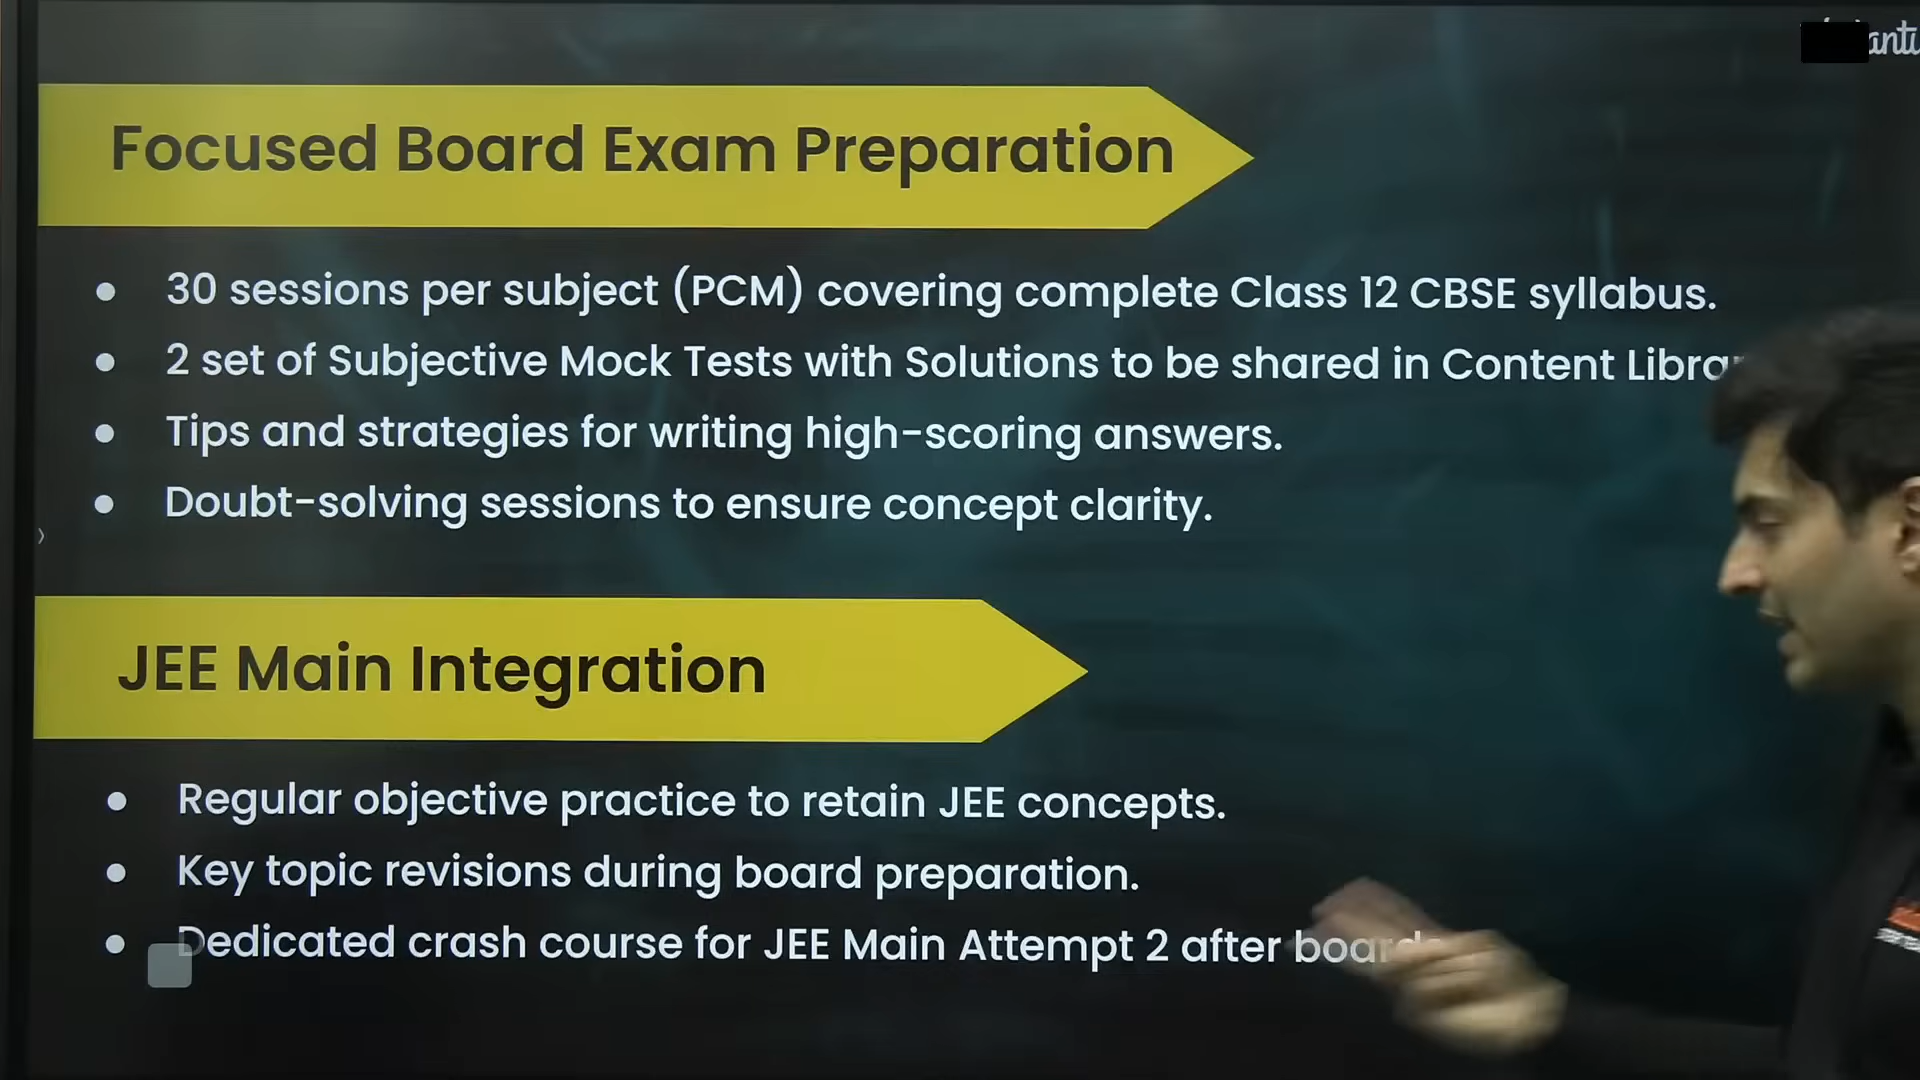 Focused Board Exam Preparation
• 30 sessions per subject (PCM) covering complete Class 12 CBSE syllabus.
• 2 set of Subjective Mock Tests with Solutions to be shared in Content
• Tips and strategies for writing high-scoring answers.
• Doubt-solving sessions to ensure concept clarity.
JEE Main Integration
• Regular objective practice to retain JEE concepts.
• Key topic revisions during board preparation.
• Dedicated crash course for JEE Main Attempt 2 after